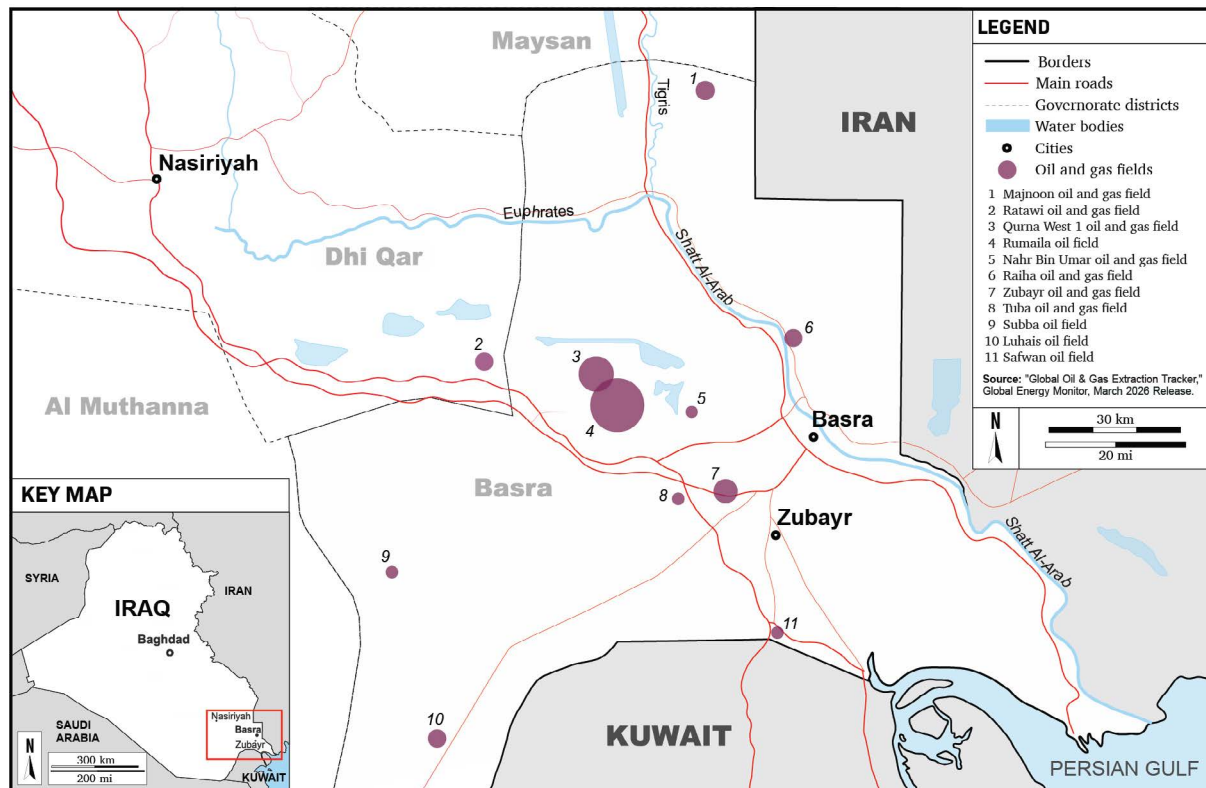 Maysan
1
Tigris
IRAN
Nasiriyah
Euphrates
Dhi Qar
Shatt Al-Arab
2
3
4
5
6
Al Muthanna
Basra
Basra
7
8
Zubayr
9
10
11
Shatt Al-Arab
KUWAIT
PERSIAN GULF
LEGEND
Borders
Main roads
Governorate districts
Water bodies
Cities
Oil and gas fields
1 Majnoon oil and gas field
2 Ratawi oil and gas field
3 Qurna West 1 oil and gas field
4 Rumaila oil field
5 Nahr Bin Umar oil and gas field
6 Raiha oil and gas field
7 Zubayr oil and gas field
8 Tuba oil and gas field
9 Subba oil field
10 Luhais oil field
11 Safwan oil field
Source: "Global Oil & Gas Extraction Tracker,"
Global Energy Monitor, March 2026 Release.
N
30 km
20 mi
KEY MAP
SYRIA
IRAN
IRAQ
Baghdad
SAUDI
ARABIA
Nasiriyah
Basra
Zubayr
KUWAIT
N
300 km
200 mi